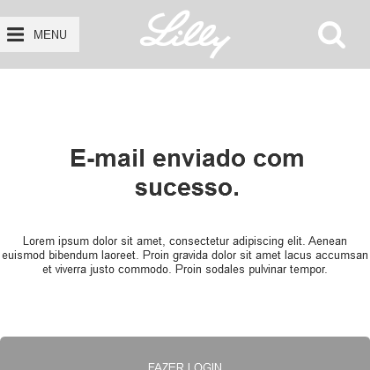 MENU
Lilly
E-mail enviado com
sucesso.
Lorem ipsum dolor sit amet, consectetur adipiscing elit. Aenean
euismod bibendum laoreet. Proin gravida dolor sit amet lacus accumsan
et viverra justo commodo. Proin sodales pulvinar tempor.
FAZER LOGIN